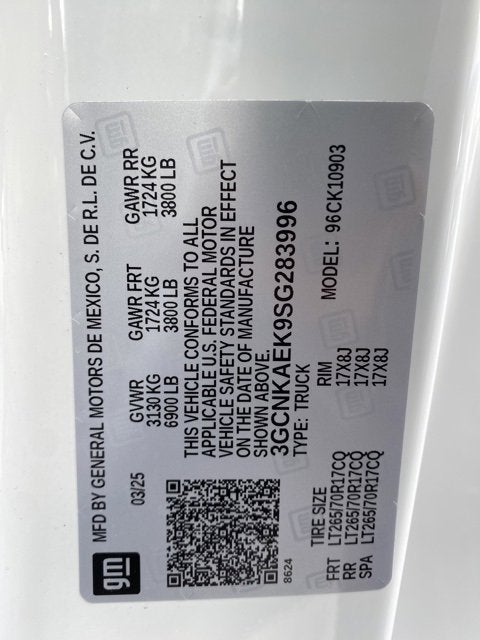 gm
MFD BY GENERAL MOTORS DE MEXICO, S. DE R.L. DE C.V.
03/25
GVWR GAWR FRT GAWR RR
3130 KG 1724 KG 1724 KG
6900 LB 3800 LB 3800 LB
THIS VEHICLE CONFORMS TO ALL
APPLICABLE U.S. FEDERAL MOTOR
VEHICLE SAFETY STANDARDS IN EFFECT
ON THE DATE OF MANUFACTURE
SHOWN ABOVE.
3GCNKAEK9SG283996
8624
TYPE: TRUCK MODEL: 96CK10903
TIRE SIZE RIM
FRT LT265/70R17CQ 17X8J
RR LT265/70R17CQ 17X8J
SPA LT265/70R17CQ 17X8J